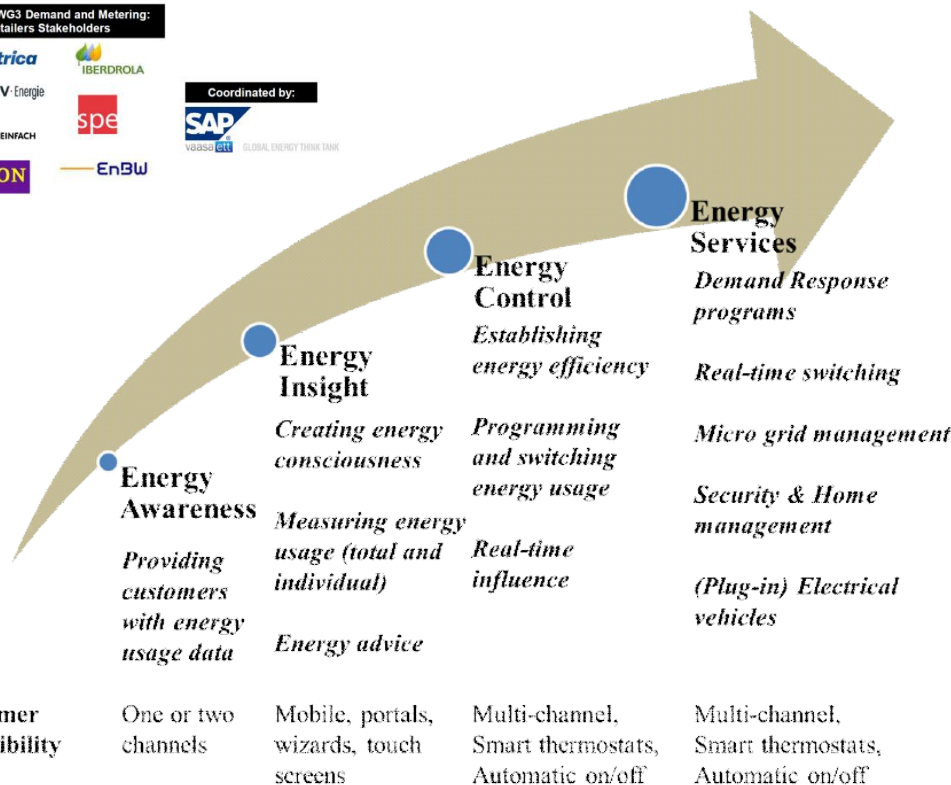 WG3 Demand and Metering:
tailers Stakeholders
trica
IBERDROLA
V·Energie
spe
EINFACH
ON
EnBW
Coordinated by:
SAP
vaasa ett GLOBAL ENERGY THINK TANK
Energy
Awareness
Providing
customers
with energy
usage data
Energy
Insight
Creating energy
consciousness
Measuring energy
usage (total and
individual)
Energy advice
Energy
Control
Establishing
energy efficiency
Programming
and switching
energy usage
Real-time
influence
Energy
Services
Demand Response
programs
Real-time switching
Micro grid management
Security & Home
management
(Plug-in) Electrical
vehicles
mer
ibility
One or two
channels
Mobile, portals,
wizards, touch
screens
Multi-channel,
Smart thermostats,
Automatic on/off
Multi-channel,
Smart thermostats,
Automatic on/off